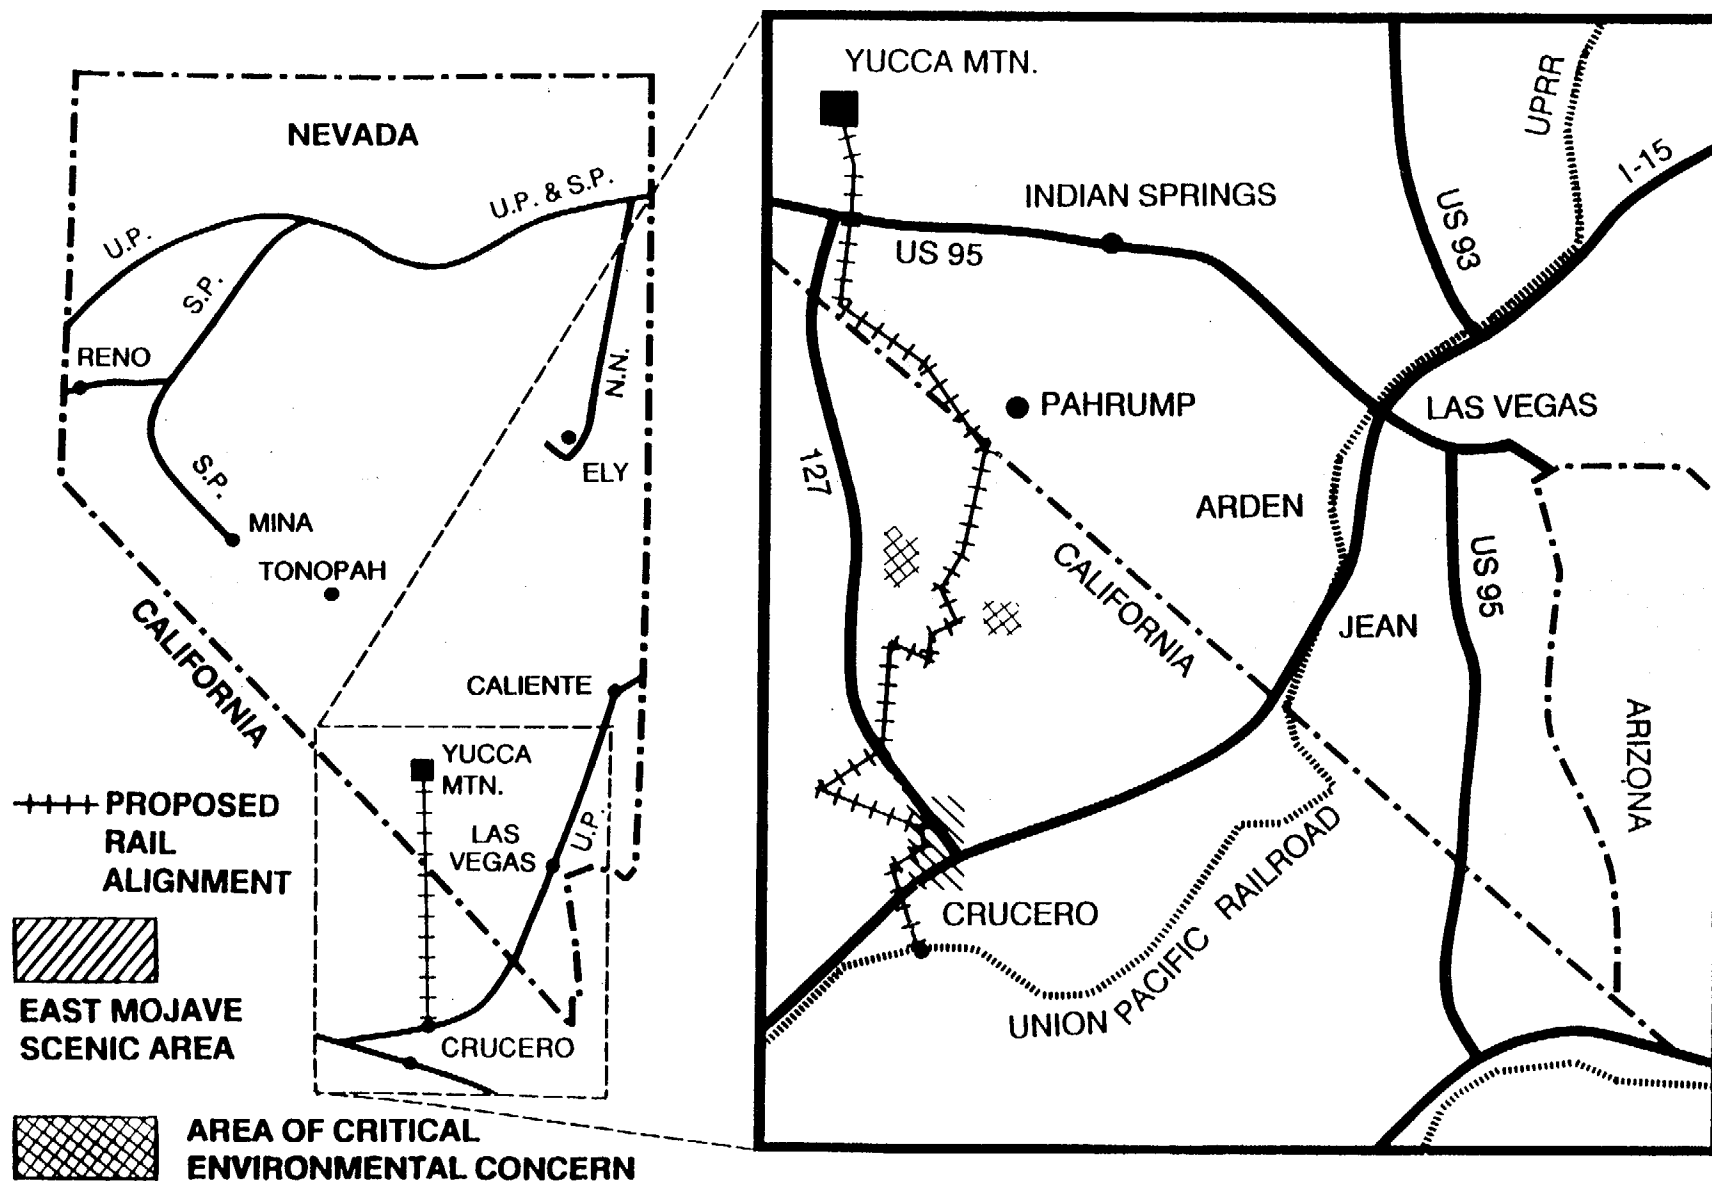 NEVADA
U.P. & S.P.
U.P.
S.P.
RENO
N.N.
ELY
S.P.
MINA
TONOPAH
CALIFORNIA
CALIENTE
YUCCA
MTN.
LAS
VEGAS
U.P.
CRUCERO
PROPOSED
RAIL
ALIGNMENT
EAST MOJAVE
SCENIC AREA
AREA OF CRITICAL
ENVIRONMENTAL CONCERN
YUCCA MTN.
UPRR
I-15
INDIAN SPRINGS
US 93
US 95
PAHRUMP
LAS VEGAS
127
ARDEN
CALIFORNIA
US 95
JEAN
ARIZONA
CRUCERO
UNION PACIFIC RAILROAD